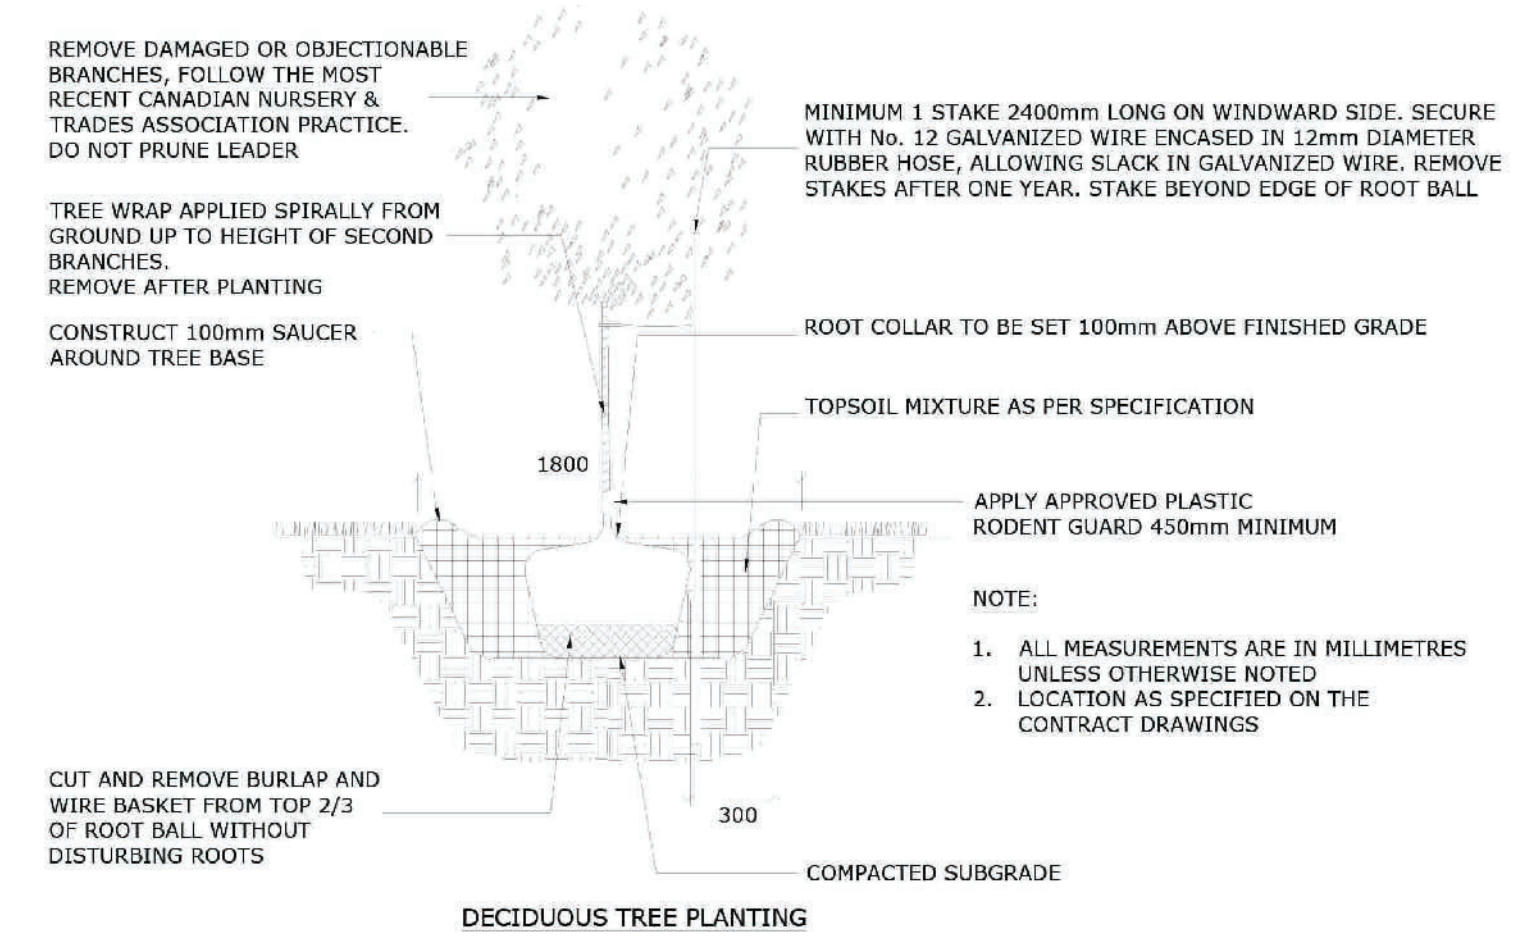 REMOVE DAMAGED OR OBJECTIONABLE
BRANCHES, FOLLOW THE MOST
RECENT CANADIAN NURSERY &
TRADES ASSOCIATION PRACTICE.
DO NOT PRUNE LEADER
TREE WRAP APPLIED SPIRALLY FROM
GROUND UP TO HEIGHT OF SECOND
BRANCHES.
REMOVE AFTER PLANTING
CONSTRUCT 100mm SAUCER
AROUND TREE BASE
MINIMUM 1 STAKE 2400mm LONG ON WINDWARD SIDE. SECURE
WITH No. 12 GALVANIZED WIRE ENCASED IN 12mm DIAMETER
RUBBER HOSE, ALLOWING SLACK IN GALVANIZED WIRE. REMOVE
STAKES AFTER ONE YEAR. STAKE BEYOND EDGE OF ROOT BALL
ROOT COLLAR TO BE SET 100mm ABOVE FINISHED GRADE
TOPSOIL MIXTURE AS PER SPECIFICATION
1800
APPLY APPROVED PLASTIC
RODENT GUARD 450mm MINIMUM
NOTE:
1. ALL MEASUREMENTS ARE IN MILLIMETRES
UNLESS OTHERWISE NOTED
2. LOCATION AS SPECIFIED ON THE
CONTRACT DRAWINGS
CUT AND REMOVE BURLAP AND
WIRE BASKET FROM TOP 2/3
OF ROOT BALL WITHOUT
DISTURBING ROOTS
300
COMPACTED SUBGRADE
DECIDUOUS TREE PLANTING